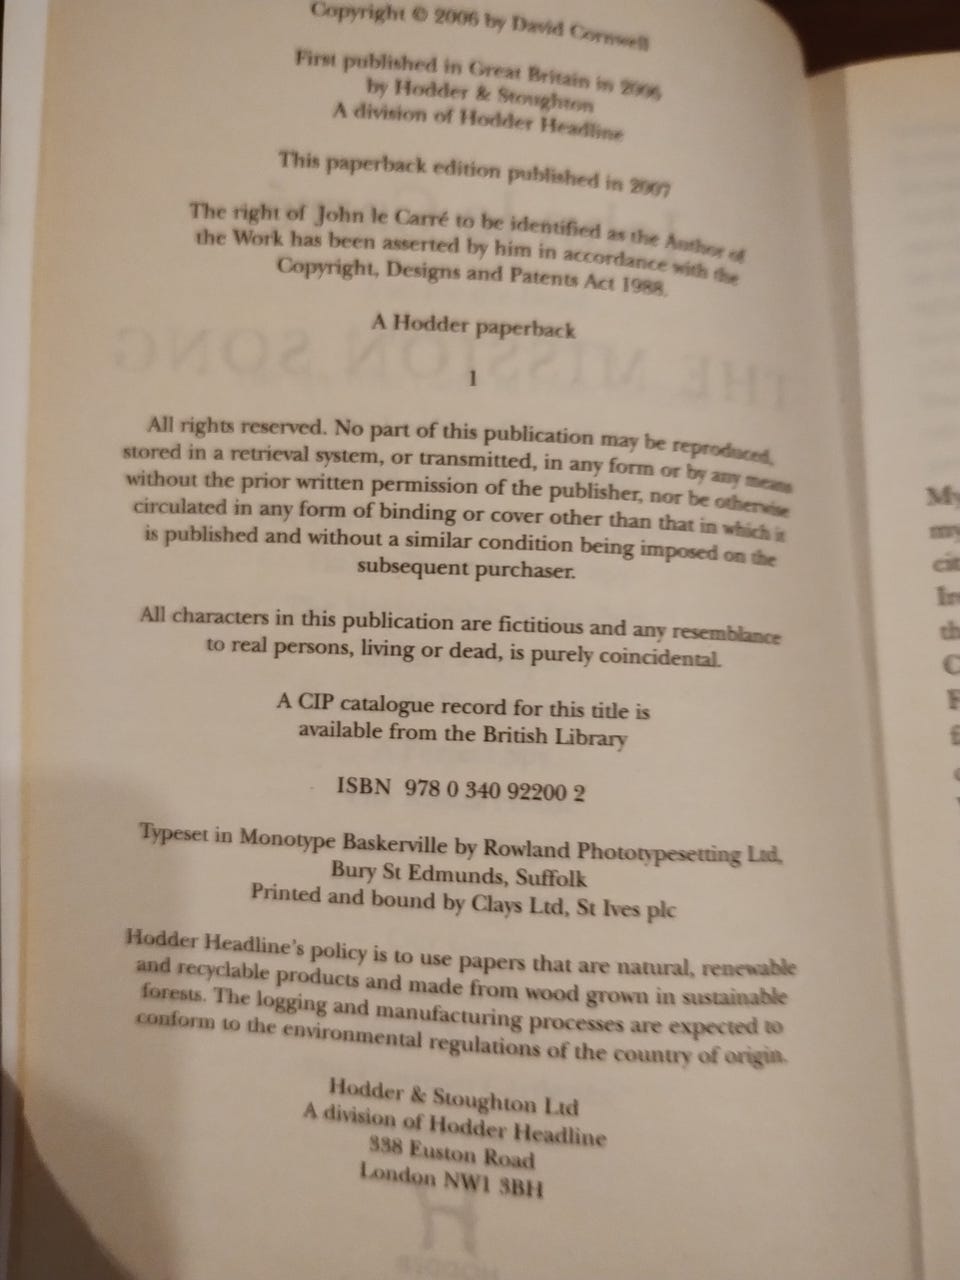 Copyright © 2006 by David Cornwell
First published in Great Britain in 2006
by Hodder & Stoughton
A division of Hodder Headline
This paperback edition published in 2007
The right of John le Carré to be identified as the Author of
the Work has been asserted by him in accordance with the
Copyright, Designs and Patents Act 1988.
A Hodder paperback
1
THE MISSION SONG
All rights reserved. No part of this publication may be reproduced,
stored in a retrieval system, or transmitted, in any form or by any means
without the prior written permission of the publisher, nor be otherwise
circulated in any form of binding or cover other than that in which it
is published and without a similar condition being imposed on the
subsequent purchaser.
All characters in this publication are fictitious and any resemblance
to real persons, living or dead, is purely coincidental.
A CIP catalogue record for this title is
available from the British Library
ISBN 978 0 340 92200 2
Typeset in Monotype Baskerville by Rowland Phototypesetting Ltd,
Bury St Edmunds, Suffolk
Printed and bound by Clays Ltd, St Ives plc
Hodder Headline's policy is to use papers that are natural, renewable
and recyclable products and made from wood grown in sustainable
forests. The logging and manufacturing processes are expected to
conform to the environmental regulations of the country of origin.
Hodder & Stoughton Ltd
A division of Hodder Headline
338 Euston Road
London NW1 3BH
My
my